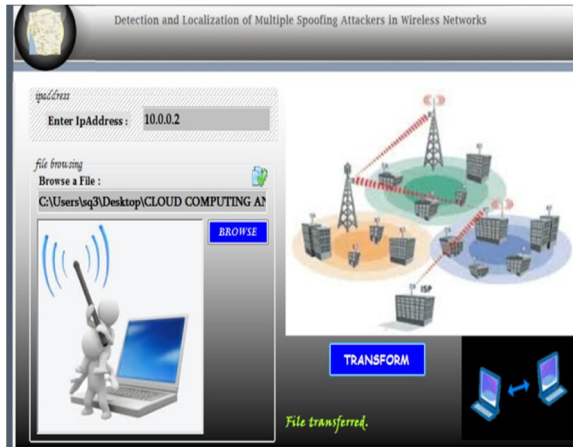 Detection and Localization of Multiple Spoofing Attackers in Wireless Networks
ipaddress
Enter IpAddress : 10.0.0.2
file browsing
Browse a File :
C:\Users\sq3\Desktop\CLOUD COMPUTING AN
BROWSE
ISP
TRANSFORM
File transferred.